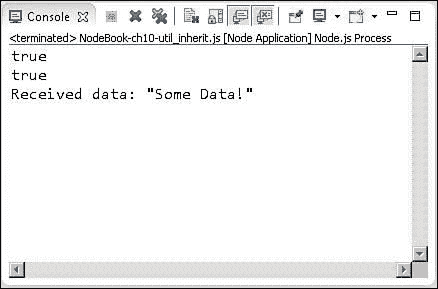 Console
<terminated> NodeBook-ch10-util_inherit.js [Node Application] Node.js Process
true
true
Received data: "Some Data!"